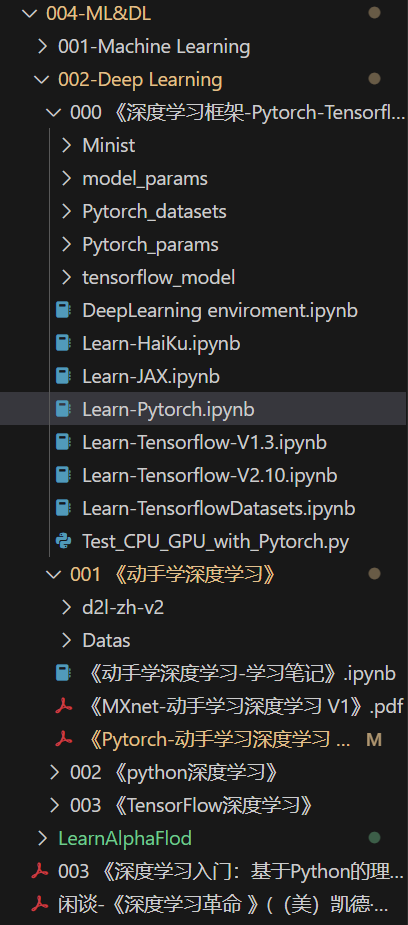 004-ML&DL
001-Machine Learning
002-Deep Learning
000 《深度学习框架-Pytorch-Tensorfl...
Minist
model_params
Pytorch_datasets
Pytorch_params
tensorflow_model
DeepLearning enviroment.ipynb
Learn-HaiKu.ipynb
Learn-JAX.ipynb
Learn-Pytorch.ipynb
Learn-Tensorflow-V1.3.ipynb
Learn-Tensorflow-V2.10.ipynb
Learn-TensorflowDatasets.ipynb
Test_CPU_GPU_with_Pytorch.py
001 《动手学深度学习》
d2l-zh-v2
Datas
《动手学深度学习-学习笔记》.ipynb
《MXnet-动手学习深度学习 V1》.pdf
《Pytorch-动手学习深度学习 ... M
002 《python深度学习》
003 《TensorFlow深度学习》
LearnAlphaFlod
003 《深度学习入门：基于Python的理...
闲谈-《深度学习革命 》(（美）凯德·...